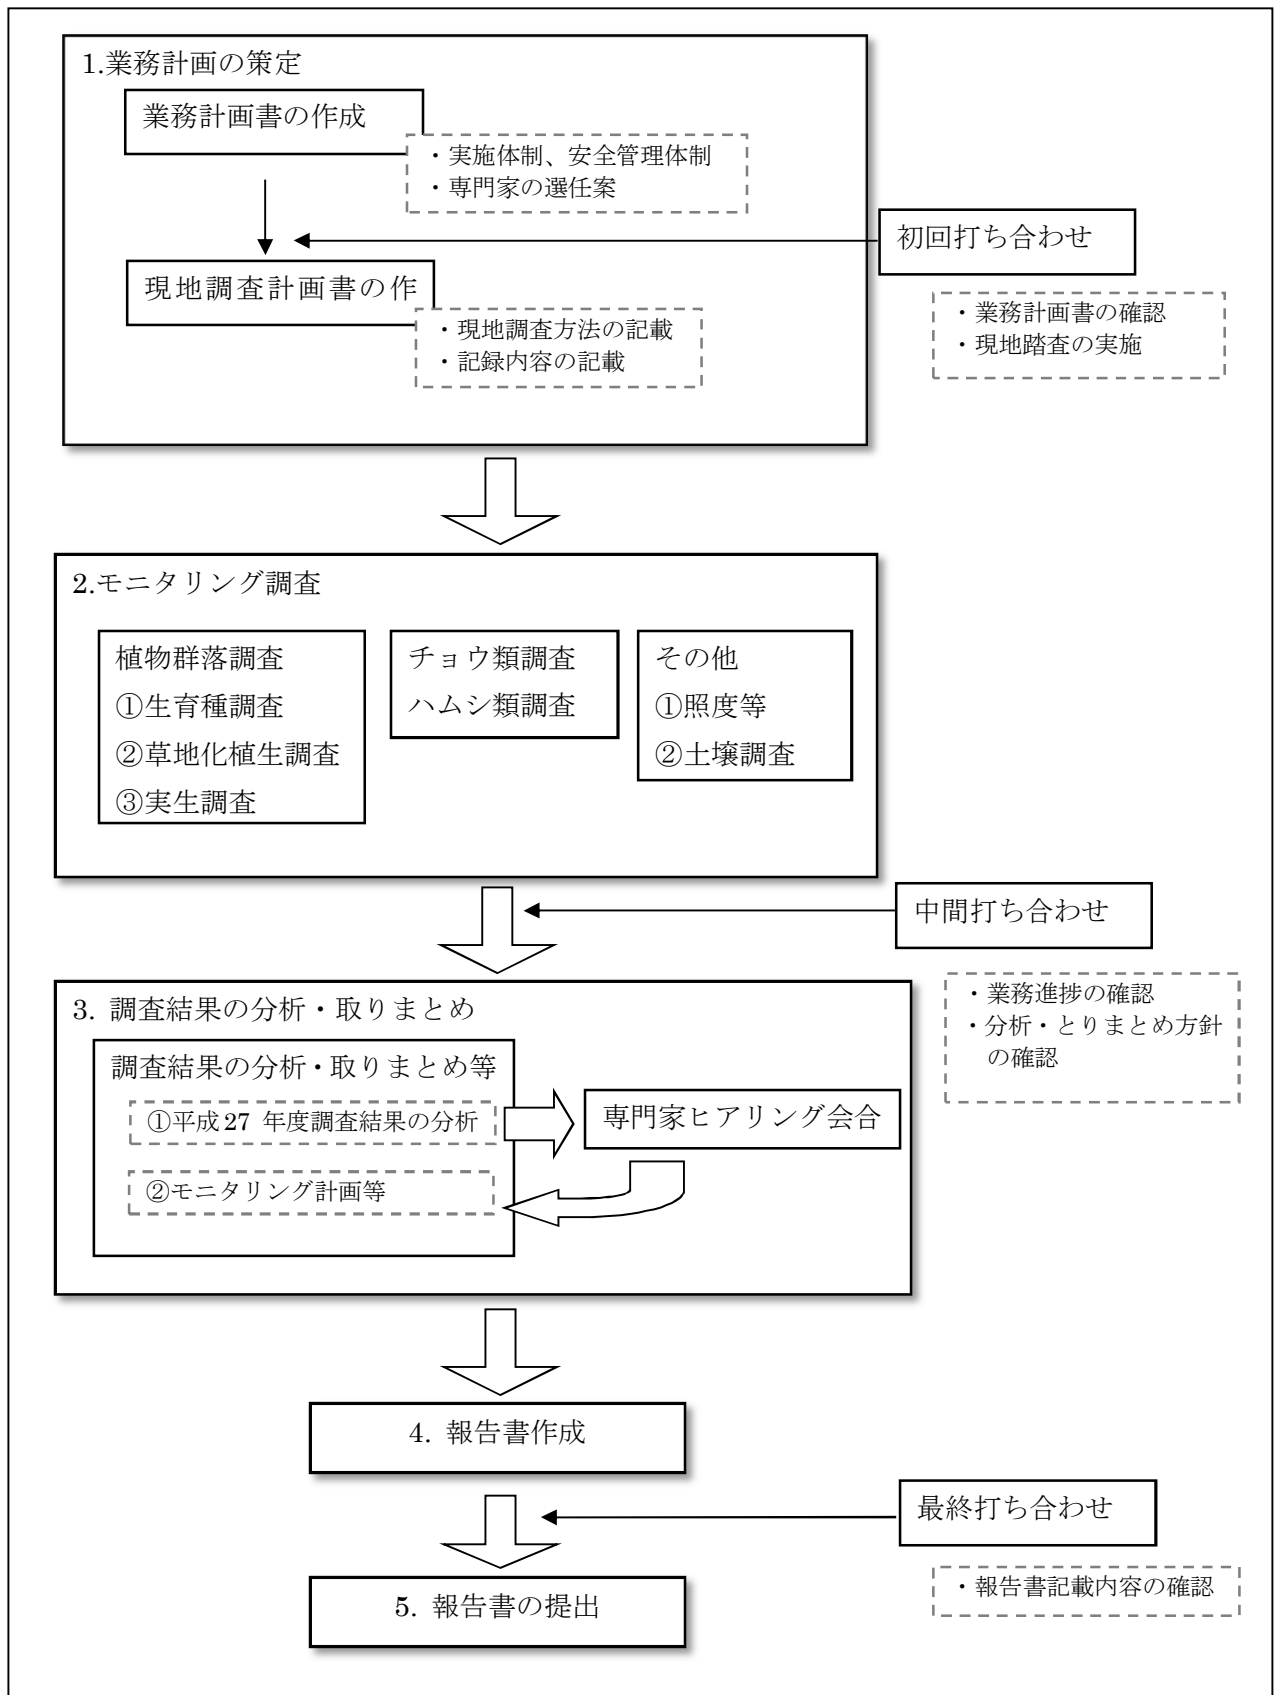 1.業務計画の策定
業務計画書の作成
・実施体制、安全管理体制
・専門家の選任案
初回打ち合わせ
・業務計画書の確認
・現地踏査の実施
現地調査計画書の作
・現地調査方法の記載
・記録内容の記載
2.モニタリング調査
植物群落調査
①生育種調査
②草地化植生調査
③実生調査
チョウ類調査
ハムシ類調査
その他
①照度等
②土壌調査
中間打ち合わせ
・業務進捗の確認
・分析・とりまとめ方針
の確認
3. 調査結果の分析・取りまとめ
調査結果の分析・取りまとめ等
①平成27 年度調査結果の分析
②モニタリング計画等
専門家ヒアリング会合
4. 報告書作成
最終打ち合わせ
・報告書記載内容の確認
5. 報告書の提出